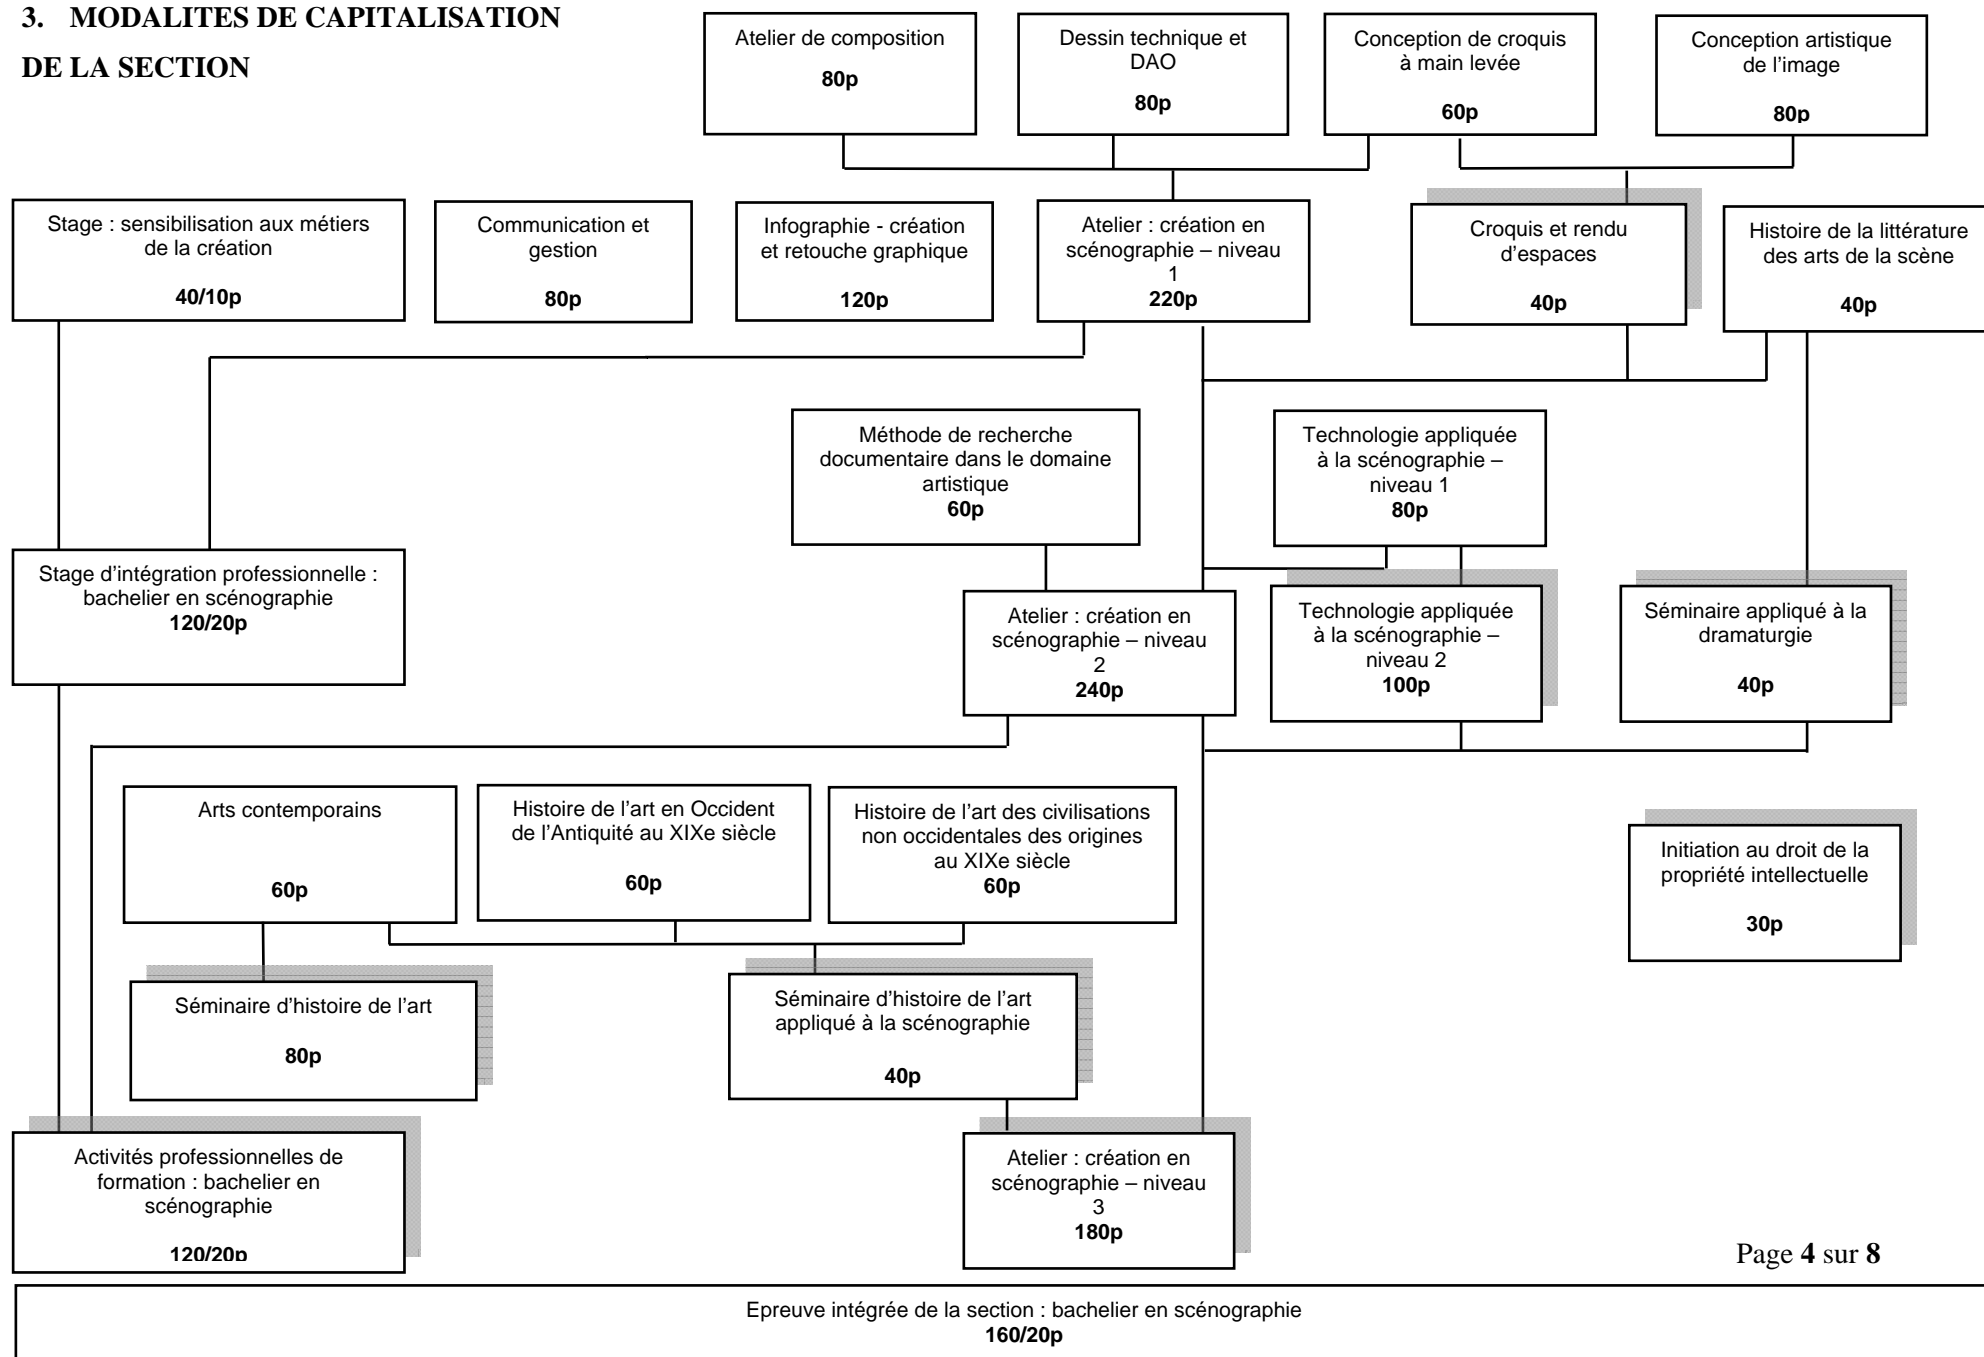 3. MODALITES DE CAPITALISATION
DE LA SECTION
Atelier de composition
80p
Dessin technique et
DAO
80p
Conception de croquis
à main levée
60p
Conception artistique
de l'image
80p
Stage : sensibilisation aux métiers
de la création
40/10p
Communication et
gestion
80p
Infographie - création
et retouche graphique
120p
Atelier : création en
scénographie – niveau
1
220p
Croquis et rendu
d'espaces
40p
Histoire de la littérature
des arts de la scène
40p
Méthode de recherche
documentaire dans le domaine
artistique
60p
Technologie appliquée
à la scénographie –
niveau 1
80p
Stage d'intégration professionnelle :
bachelier en scénographie
120/20p
Atelier : création en
scénographie – niveau
2
240p
Technologie appliquée
à la scénographie –
niveau 2
100p
Séminaire appliqué à la
dramaturgie
40p
Arts contemporains
60p
Histoire de l'art en Occident
de l'Antiquité au XIXe siècle
60p
Histoire de l'art des civilisations
non occidentales des origines
au XIXe siècle
60p
Initiation au droit de la
propriété intellectuelle
30p
Séminaire d'histoire de l'art
80p
Séminaire d'histoire de l'art
appliqué à la scénographie
40p
Activités professionnelles de
formation : bachelier en
scénographie
120/20p
Atelier : création en
scénographie – niveau
3
180p
Page 4 sur 8
Epreuve intégrée de la section : bachelier en scénographie
160/20p